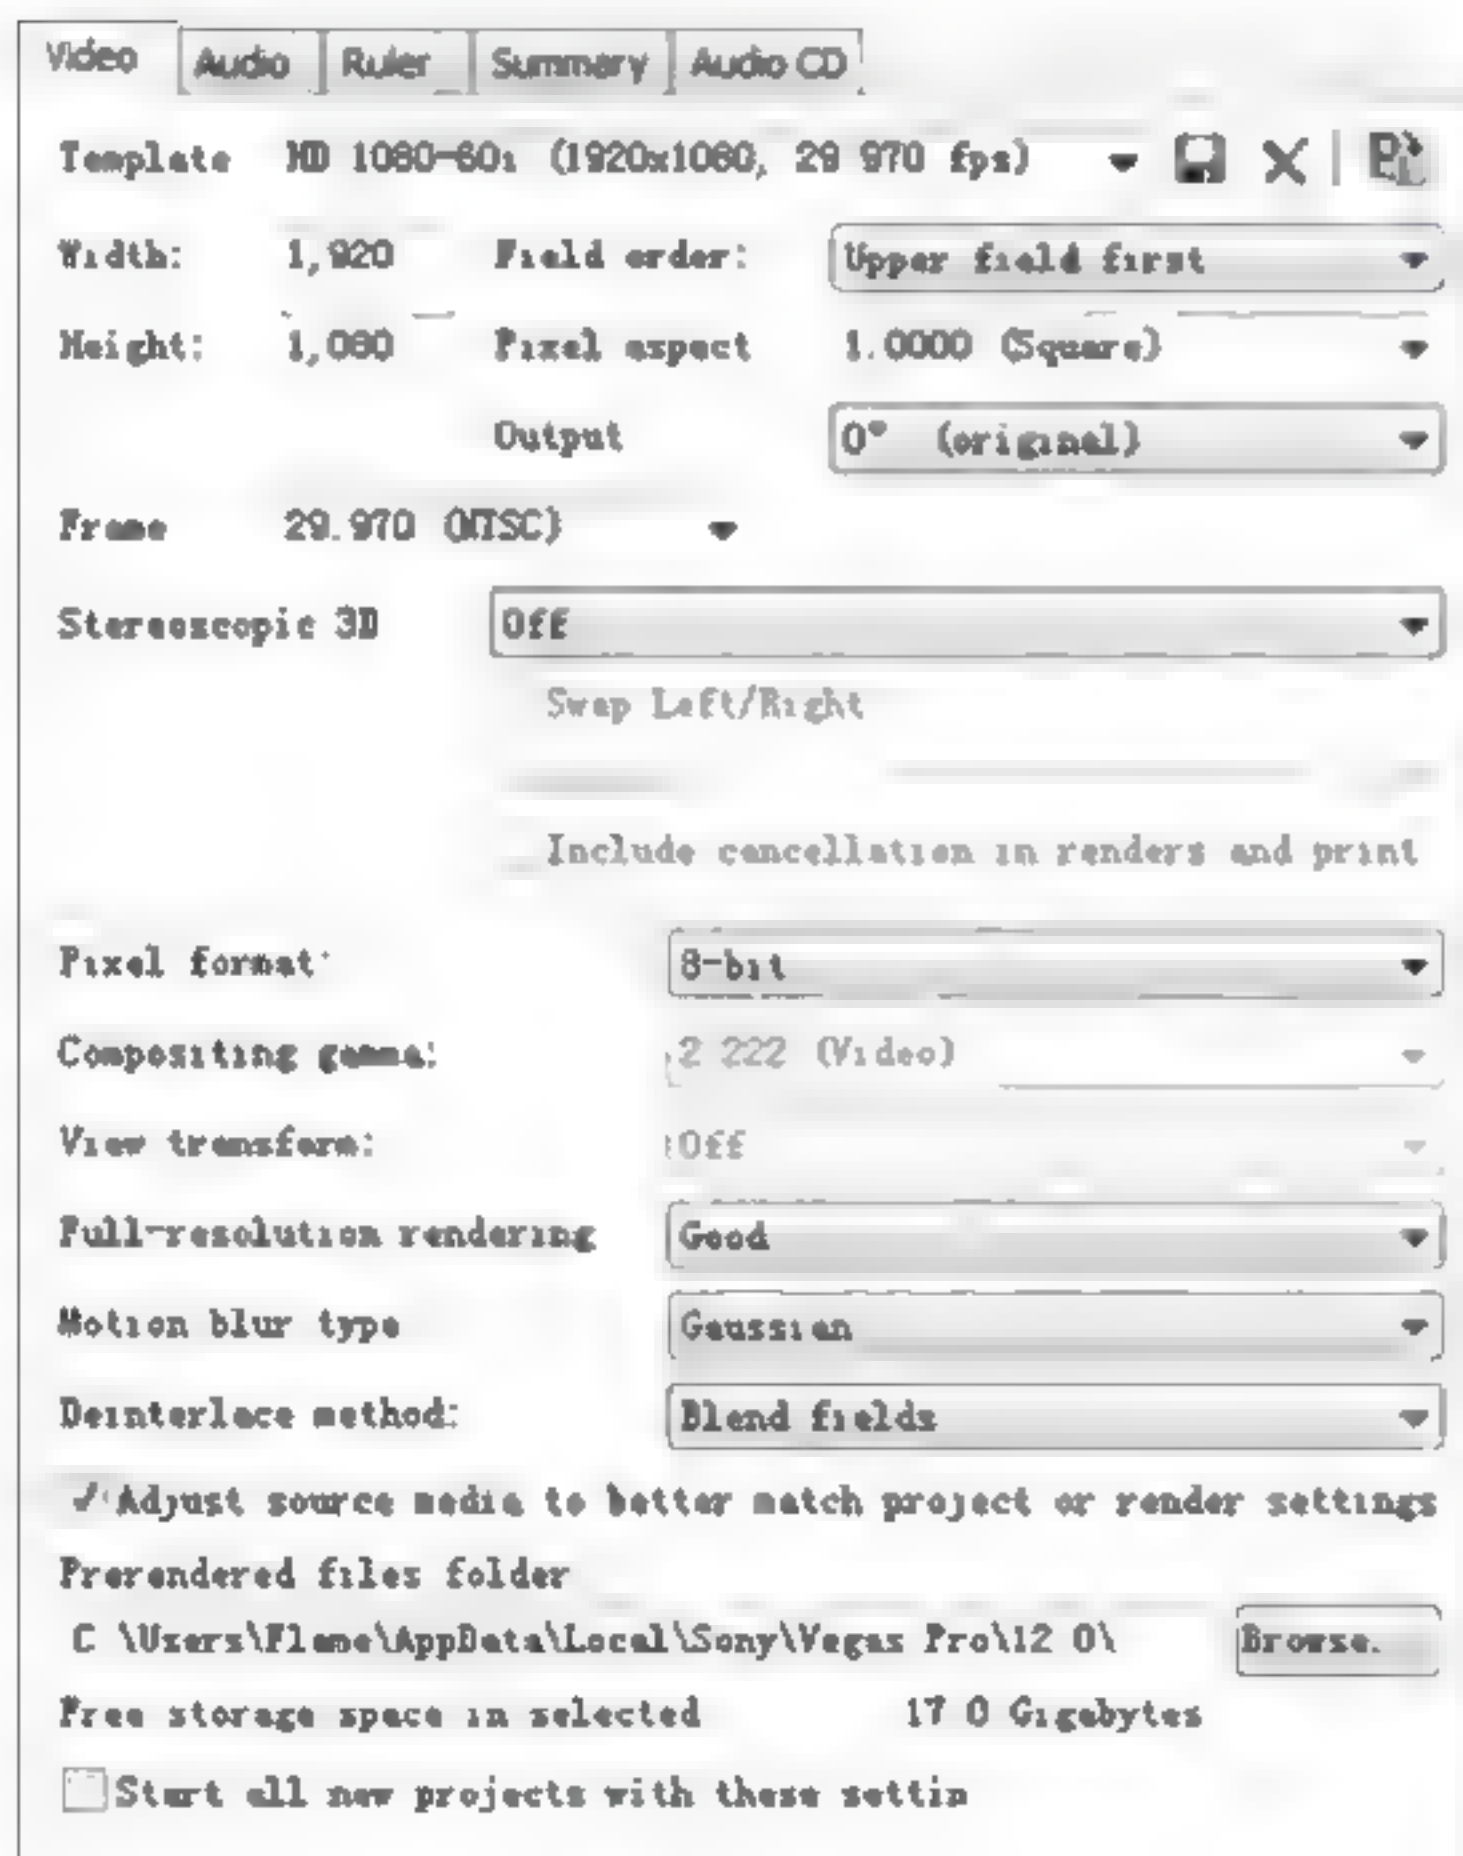 Video Audio Ruler Summary Audio CD
Template HD 1080-60i (1920x1080, 29.970 fps)
Width: 1,920 Field order: Upper field first
Height: 1,080 Pixel aspect 1.0000 (Square)
Output 0° (original)
Frame 29.970 (NTSC)
Stereoscopic 3D Off
Swap Left/Right
Include cancellation in renders and print
Pixel format: 8-bit
Compositing gamma: 2.222 (Video)
View transform: Off
Full-resolution rendering Good
Motion blur type Gaussian
Deinterlace method: Blend fields
Adjust source media to better match project or render settings
Prerendered files folder
C:\Users\Flame\AppData\Local\Sony\Vegas Pro\12.0\ Browse.
Free storage space in selected 17.0 Gigabytes
Start all new projects with these settin